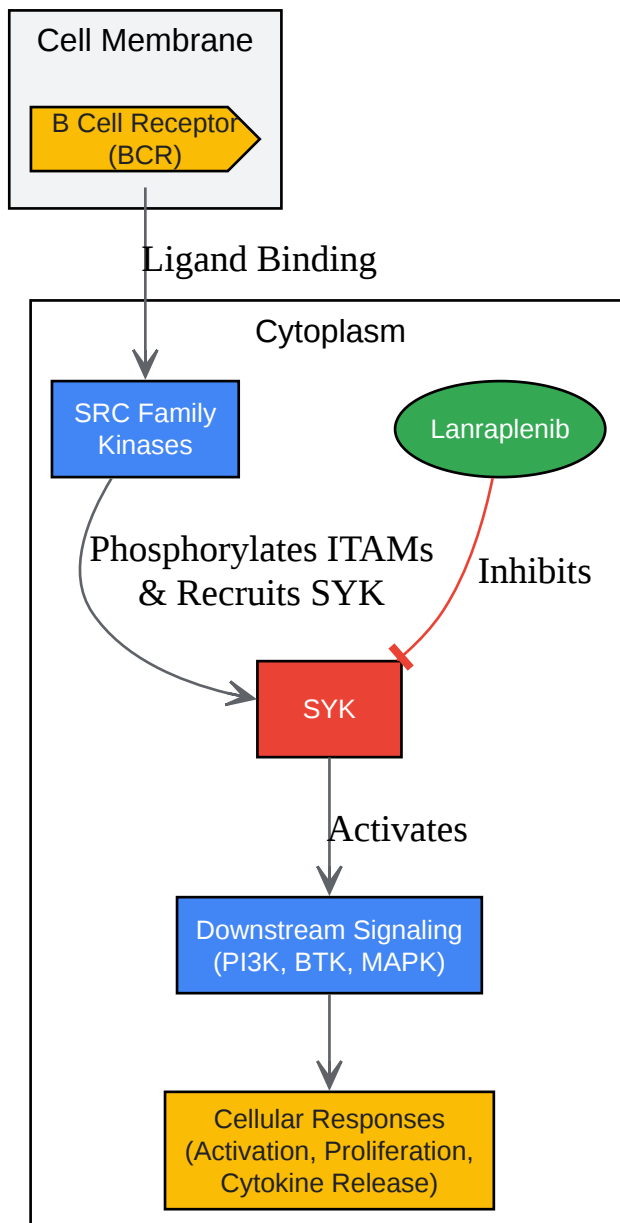 Cell Membrane
B Cell Receptor
(BCR)
Ligand Binding
Cytoplasm
SRC Family
Kinases
Lanraplenib
Phosphorylates ITAMs
& Recruits SYK
Inhibits
SYK
Activates
Downstream Signaling
(PI3K, BTK, MAPK)
Cellular Responses
(Activation, Proliferation,
Cytokine Release)